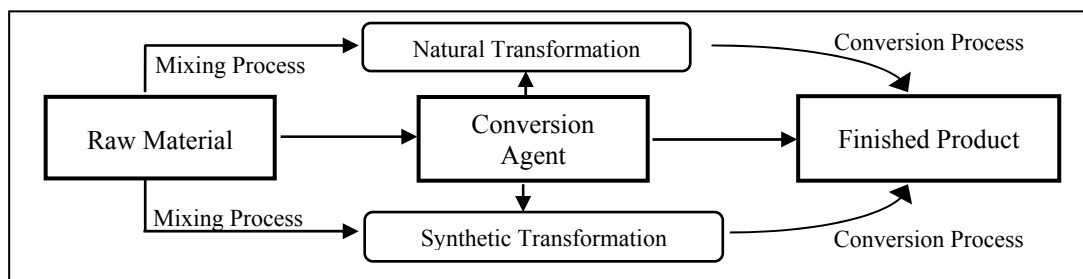 Natural Transformation
Conversion Process
Mixing Process
Raw Material
Conversion
Agent
Finished Product
Mixing Process
Synthetic Transformation
Conversion Process